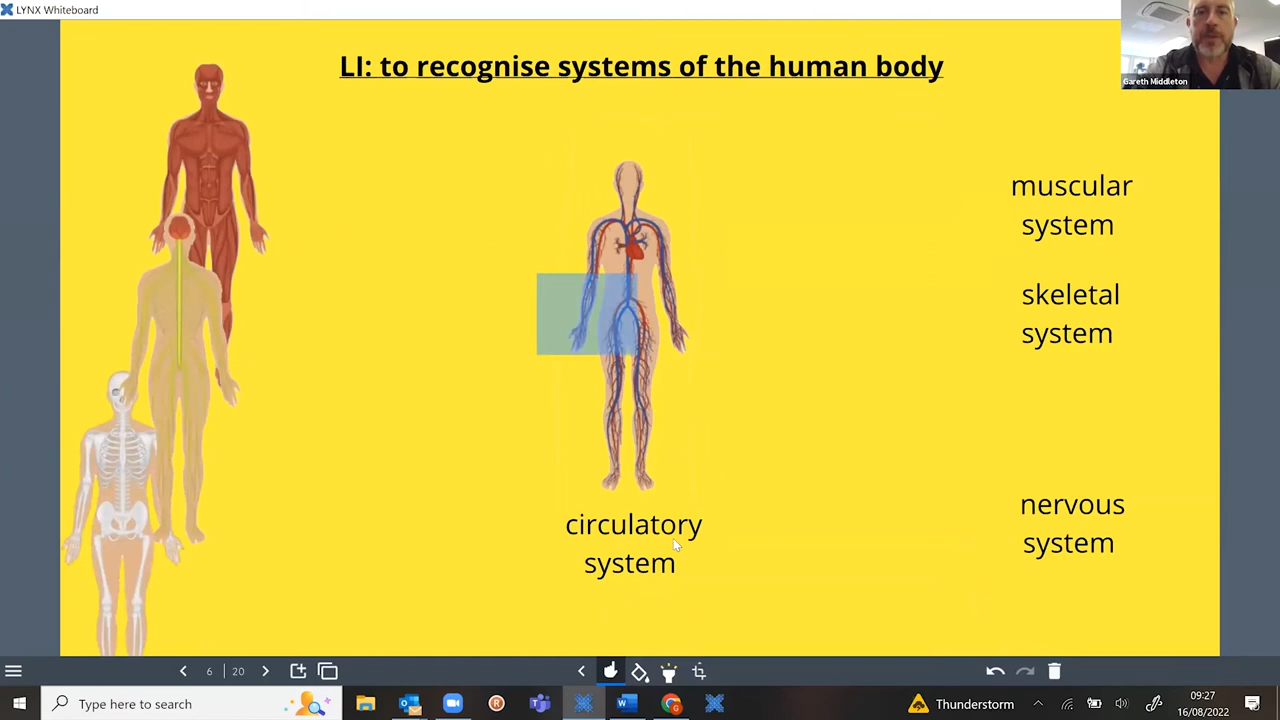 LYNX Whiteboard
LI: to recognise systems of the human body
Gareth Middleton
muscular
system
skeletal
system
nervous
system
circulatory
system
6 20
Type here to search
Thunderstorm
09:27
16/08/2022